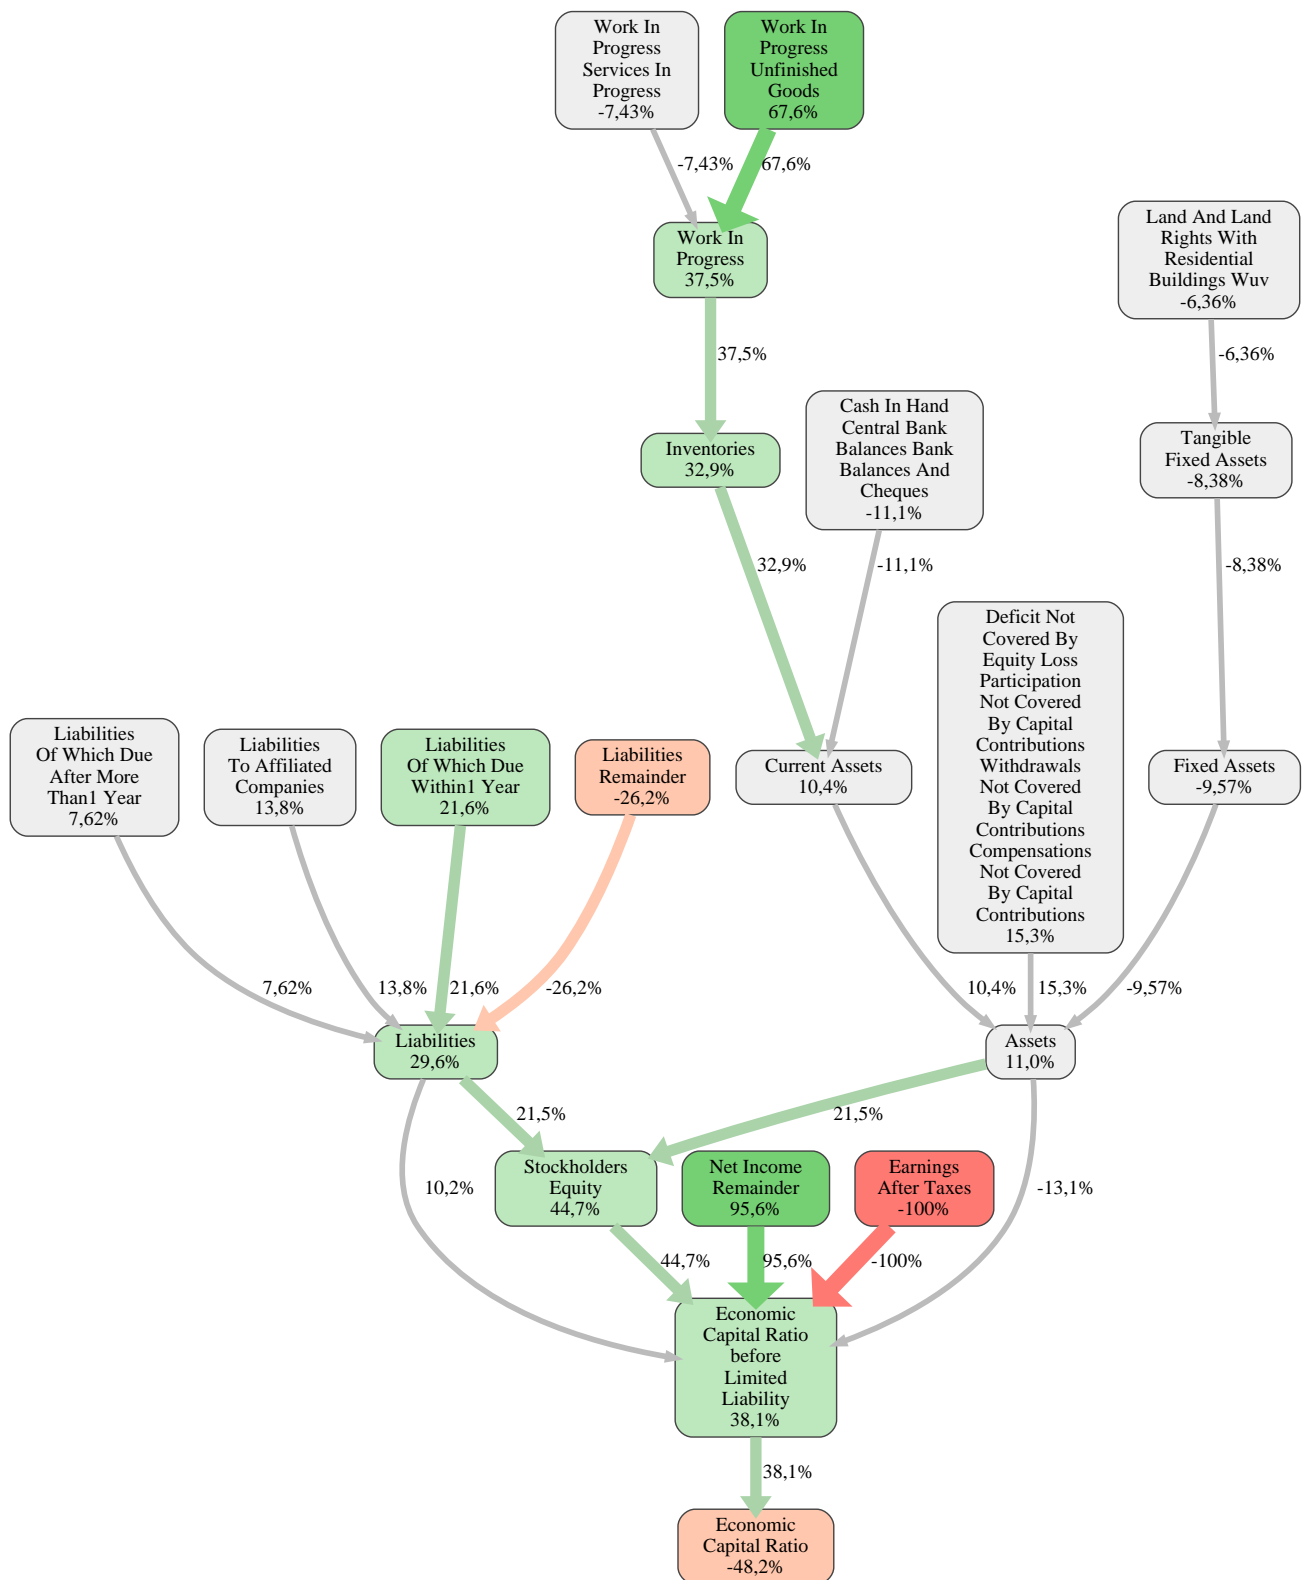 Work In
Progress
Services In
Progress
-7,43%
Work In
Progress
Unfinished
Goods
67,6%
-7,43%
67,6%
Work In
Progress
37,5%
Land And Land
Rights With
Residential
Buildings Wuv
-6,36%
37,5%
-6,36%
Inventories
32,9%
Cash In Hand
Central Bank
Balances Bank
Balances And
Cheques
-11,1%
Tangible
Fixed Assets
-8,38%
32,9%
-11,1%
-8,38%
Deficit Not
Covered By
Equity Loss
Participation
Not Covered
By Capital
Contributions
Withdrawals
Not Covered
By Capital
Contributions
Compensations
Not Covered
By Capital
Contributions
15,3%
Liabilities
Of Which Due
After More
Than1 Year
7,62%
Liabilities
To Affiliated
Companies
13,8%
Liabilities
Of Which Due
Within1 Year
21,6%
Liabilities
Remainder
-26,2%
Current Assets
10,4%
Fixed Assets
-9,57%
7,62%
13,8%
21,6%
-26,2%
10,4%
15,3%
-9,57%
Liabilities
29,6%
Assets
11,0%
21,5%
21,5%
10,2%
Stockholders
Equity
44,7%
Net Income
Remainder
95,6%
Earnings
After Taxes
-100%
-13,1%
44,7%
95,6%
-100%
Economic
Capital Ratio
before
Limited
Liability
38,1%
38,1%
Economic
Capital Ratio
-48,2%